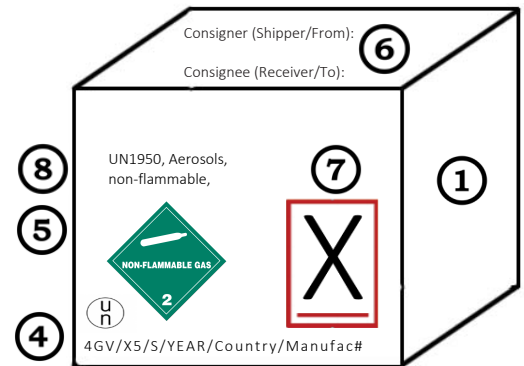 Consigner (Shipper/From):
6
Consignee (Receiver/To):
8
UN1950, Aerosols,
non-flammable,
7
1
5
X
NON-FLAMMABLE GAS
2
un
4
4GV/X5/S/YEAR/Country/Manufac#